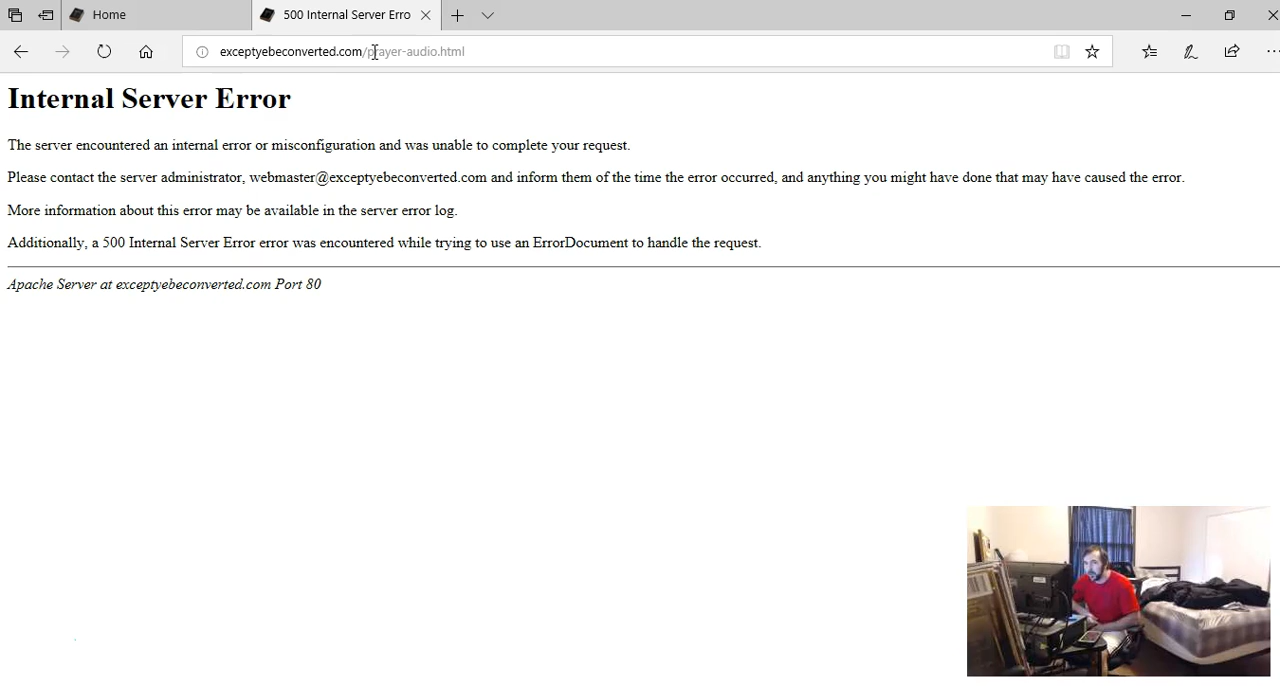 Home
500 Internal Server Erro
exceptyebeconverted.com/prayer-audio.html
Internal Server Error
The server encountered an internal error or misconfiguration and was unable to complete your request.
Please contact the server administrator, webmaster@exceptyebeconverted.com and inform them of the time the error occurred, and anything you might have done that may have caused the error.
More information about this error may be available in the server error log.
Additionally, a 500 Internal Server Error error was encountered while trying to use an ErrorDocument to handle the request.
Apache Server at exceptyebeconverted.com Port 80